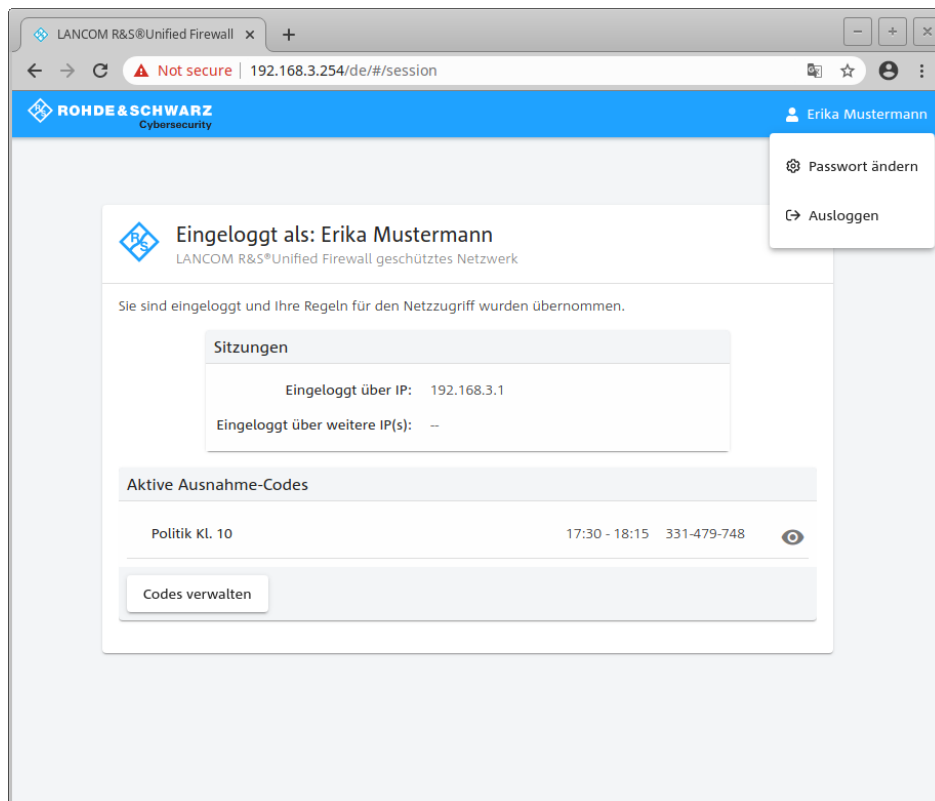 LANCOM R&S®Unified Firewall
Not secure 192.168.3.254/de/#/session
ROHDE&SCHWARZ
Cybersecurity
Erika Mustermann
Passwort ändern
Ausloggen
R S
Eingeloggt als: Erika Mustermann
LANCOM R&S®Unified Firewall geschütztes Netzwerk
Sie sind eingeloggt und Ihre Regeln für den Netzzugriff wurden übernommen.
Sitzungen
Eingeloggt über IP: 192.168.3.1
Eingeloggt über weitere IP(s): --
Aktive Ausnahme-Codes
Politik Kl. 10 17:30 - 18:15 331-479-748
Codes verwalten